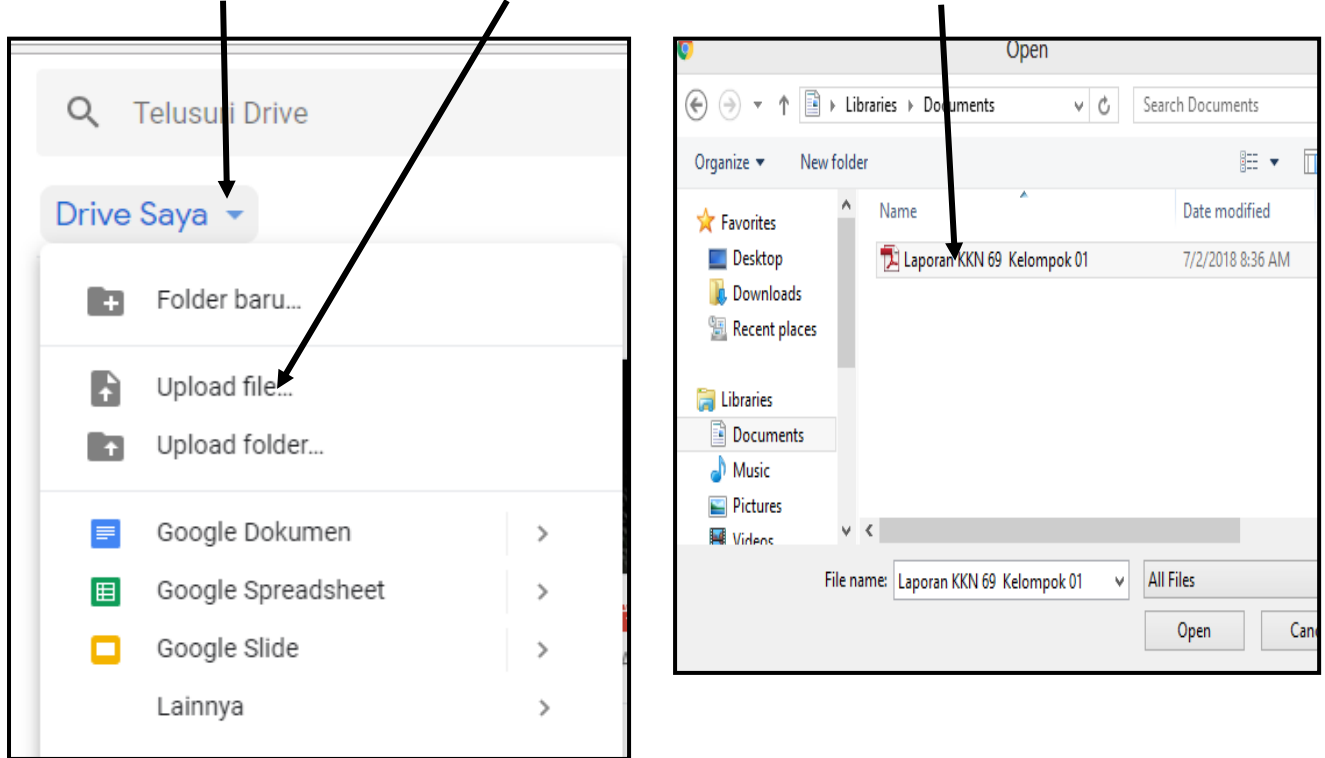 Telusuri Drive
Drive Saya
Folder baru...
Upload file...
Upload folder...
Google Dokumen
Google Spreadsheet
Google Slide
Lainnya
Open
Libraries Documents
Search Documents
Organize New folder
Name Date modified
Favorites
Desktop
Downloads
Recent places
Laporan KKN 69 Kelompok 01 7/2/2018 8:36 AM
Libraries
Documents
Music
Pictures
Videos
File name: Laporan KKN 69 Kelompok 01 All Files
Open